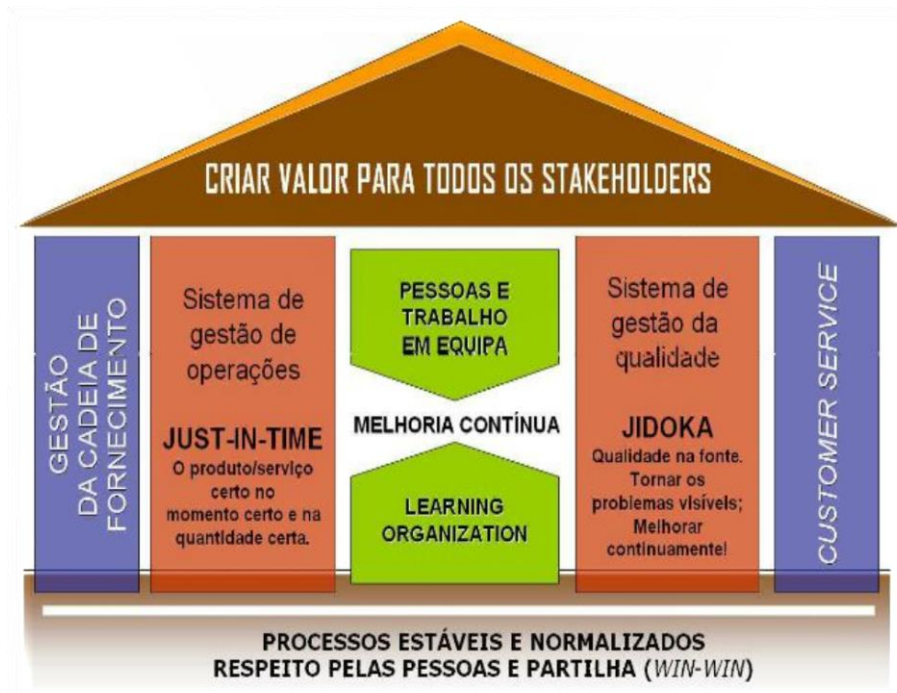 CRIAR VALOR PARA TODOS OS STAKEHOLDERS
GESTÃO
DA CADEIA DE
FORNECIMENTO
Sistema de
gestão de
operações
JUST-IN-TIME
O produto/serviço
certo no
momento certo e na
quantidade certa.
PESSOAS E
TRABALHO
EM EQUIPA
MELHORIA CONTÍNUA
LEARNING
ORGANIZATION
Sistema de
gestão da
qualidade
JIDOKA
Qualidade na fonte.
Tornar os
problemas visíveis;
Melhorar
continuamente!
CUSTOMER SERVICE
PROCESSOS ESTÁVEIS E NORMALIZADOS
RESPEITO PELAS PESSOAS E PARTILHA (WIN-WIN)